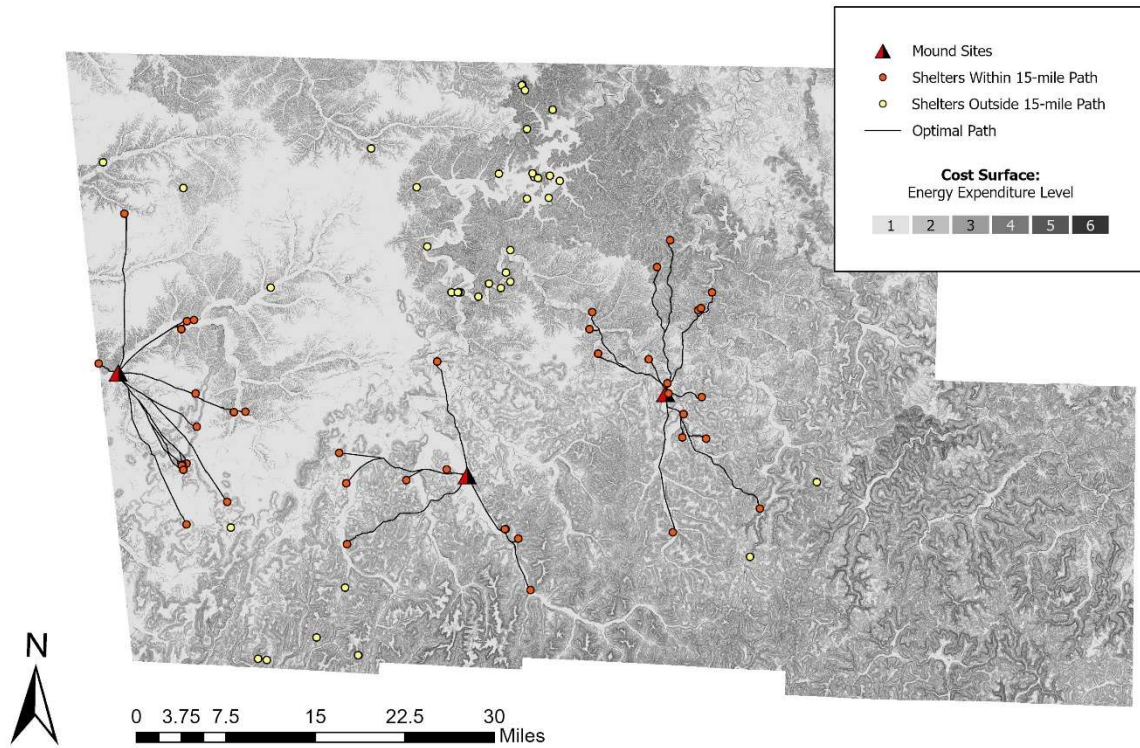 Mound Sites
Shelters Within 15-mile Path
Shelters Outside 15-mile Path
Optimal Path
Cost Surface:
Energy Expenditure Level
1 2 3 4 5 6
N
0 3.75 7.5 15 22.5 30
Miles